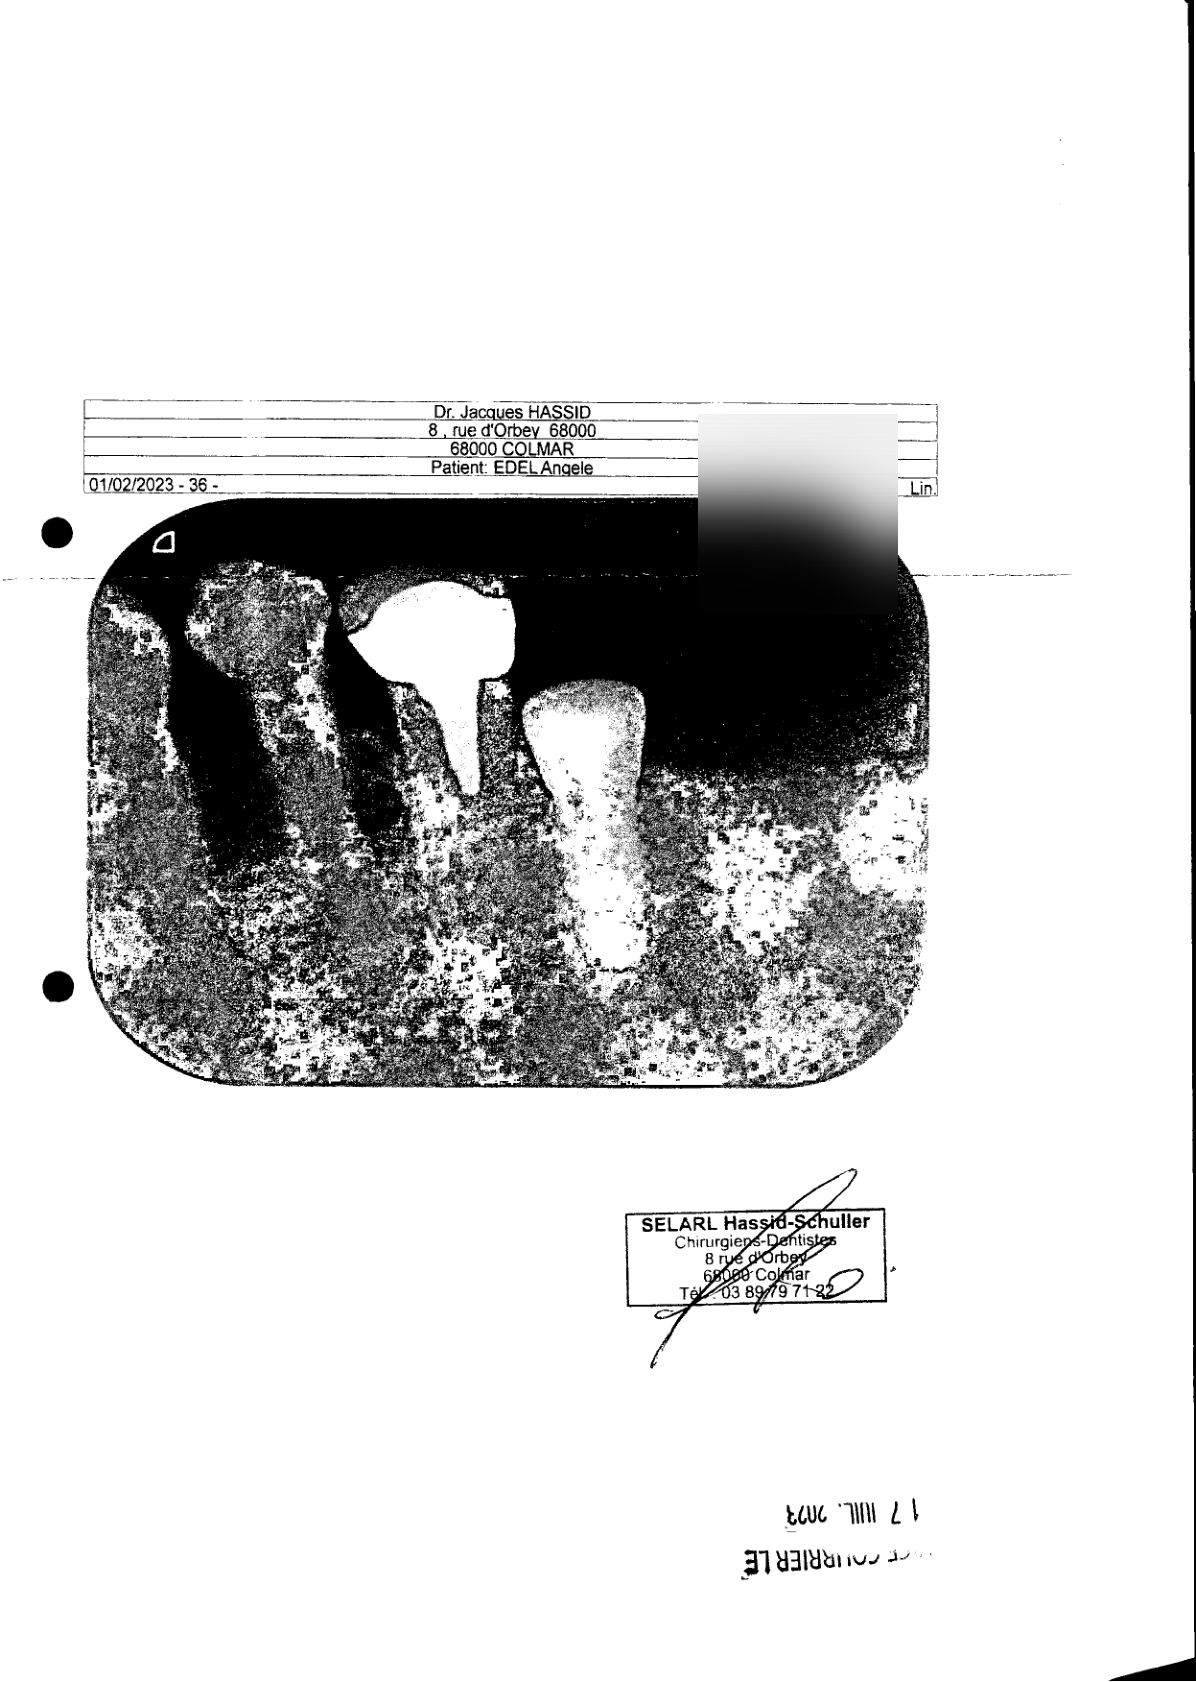 Dr. Jacques HASSID
8 , rue d'Orbey 68000
68000 COLMAR
Patient: EDEL Angele
01/02/2023 - 36 -
Lin.
SELARL Hassid-Schuller
Chirurgiens-Dentistes
8 rue d'Orbey
68000 Colmar
Tél : 03 89 79 71 22
COURRIER LE
17 JUIL. 2023